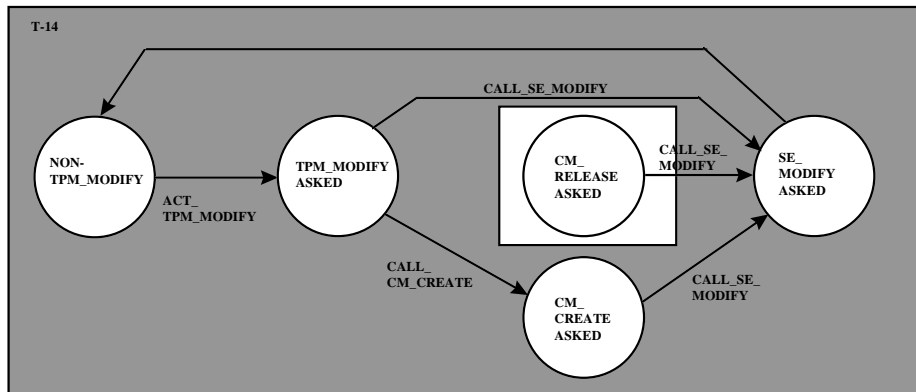 T-14
CALL_SE_MODIFY
NON-
TPM_MODIFY
ACT_
TPM_MODIFY
TPM_MODIFY
ASKED
CM_
RELEASE
ASKED
CALL_SE_
MODIFY
SE_
MODIFY
ASKED
CALL_
CM_CREATE
CM_
CREATE
ASKED
CALL_SE_
MODIFY